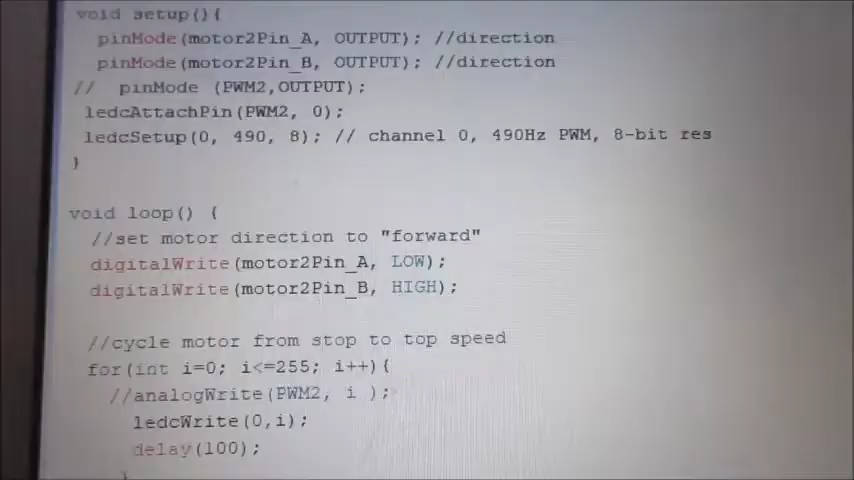 void setup(){
pinMode(motor2Pin_A, OUTPUT); //direction
pinMode(motor2Pin_B, OUTPUT); //direction
// pinMode (PWM2,OUTPUT);
ledcAttachPin(PWM2, 0);
ledcSetup(0, 490, 8); // channel 0, 490Hz PWM, 8-bit res
}
void loop() {
//set motor direction to "forward"
digitalWrite(motor2Pin_A, LOW);
digitalWrite(motor2Pin_B, HIGH);
//cycle motor from stop to top speed
for(int i=0; i<=255; i++){
//analogWrite(PWM2, i );
ledcWrite(0,i);
delay(100);
}